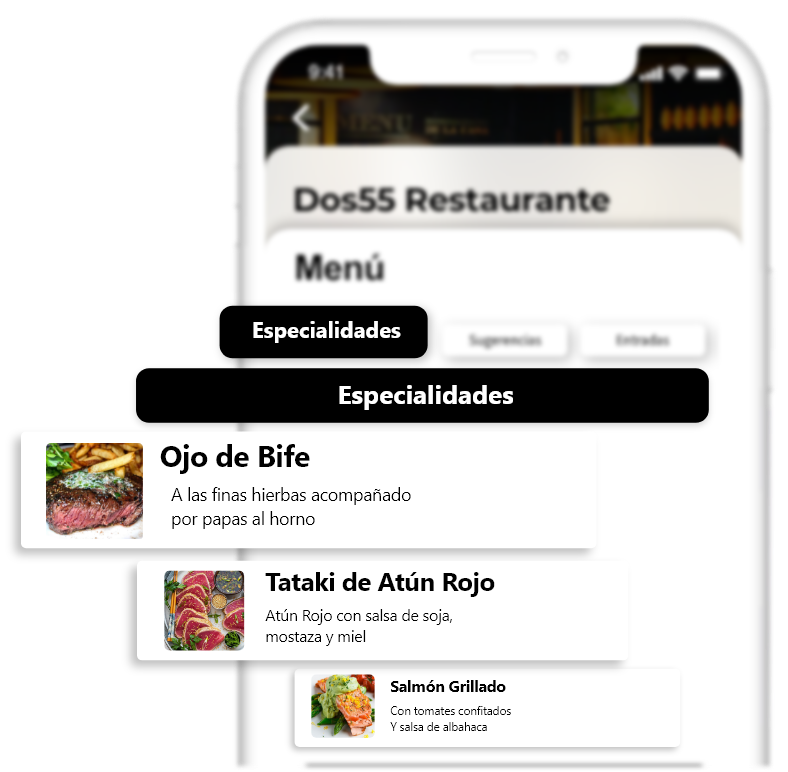 9:41
MENU
Dos55 Restaurante
Menú
Especialidades
Sugerencias
Entradas
Especialidades
Ojo de Bife
A las finas hierbas acompañado
por papas al horno
Tataki de Atún Rojo
Atún Rojo con salsa de soja,
mostaza y miel
Salmón Grillado
Con tomates confitados
Y salsa de albahaca